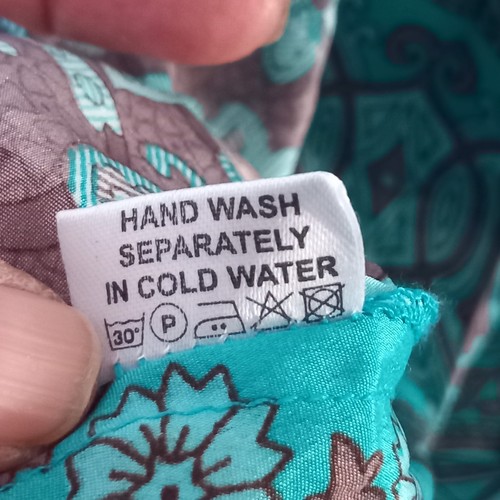 HAND WASH
SEPARATELY
IN COLD WATER
30° P